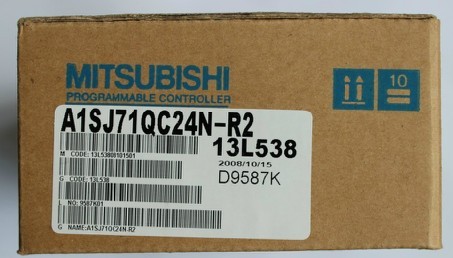 MITSUBISHI
PROGRAMMABLE CONTROLLER
10
A1SJ71QC24N-R2
13L538
M CODE: 13L53808101501
2008/10/15
D9587K
G CODE: 13L538
L NO: 9587K01
G NAME: A1SJ71QC24N-R2